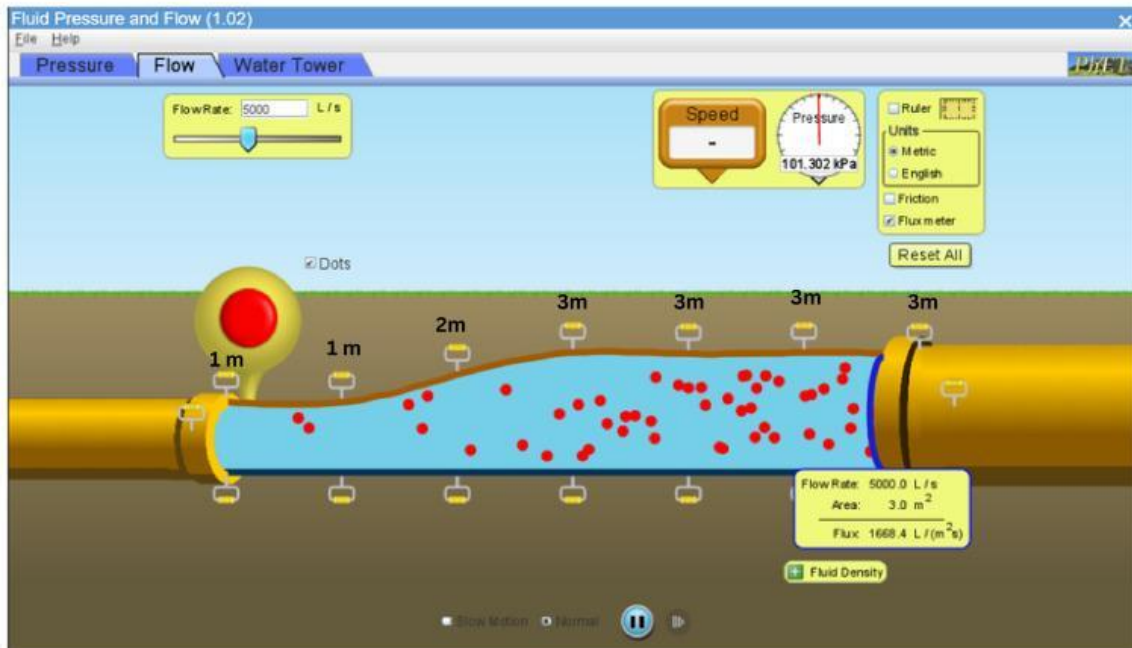 Fluid Pressure and Flow (1.02)
File Help
Pressure Flow Water Tower
Flow Rate: 5000 L / s
Speed
-
Pressure
101.302 kPa
Ruler
Units
Metric
English
Friction
Flux meter
Reset All
Dots
1 m
1 m
2m
3m
3m
3m
3m
Flow Rate: 5000.0 L / s
Area: 3.0 m²
Flux: 1668.4 L / (m²s)
Fluid Density
Slow Motion Normal